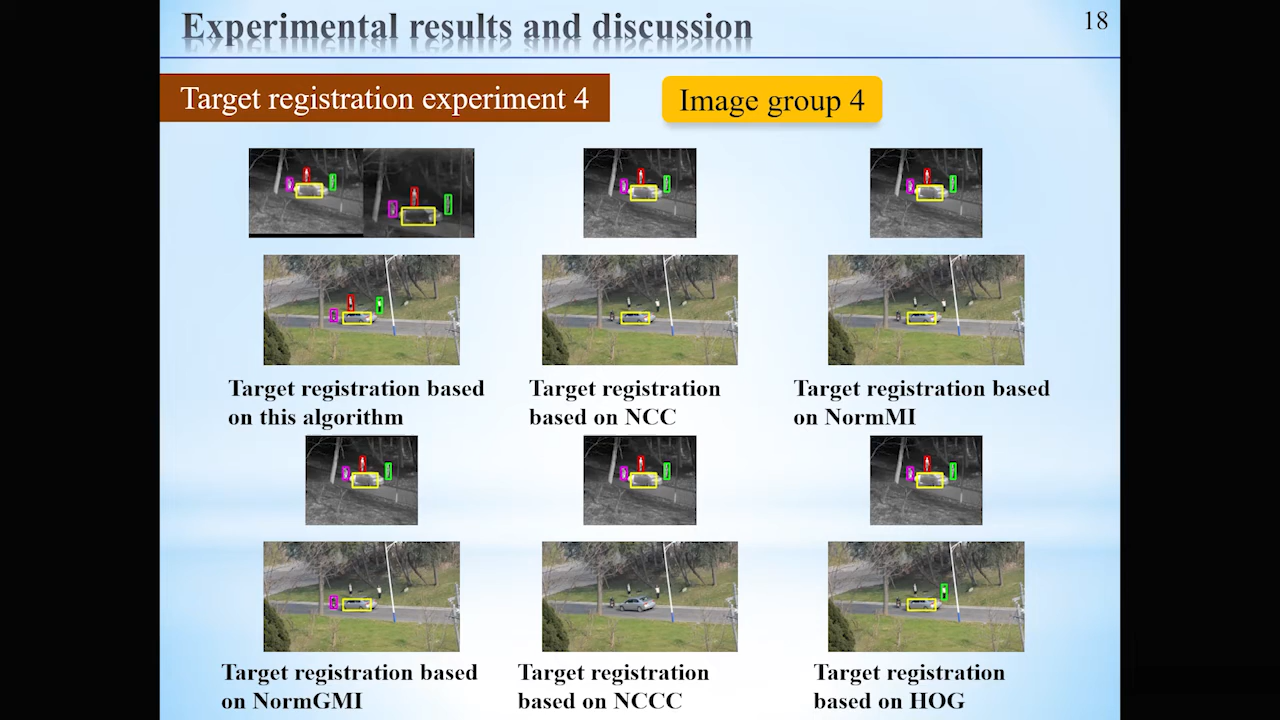 Experimental results and discussion
18
Target registration experiment 4
Image group 4
Target registration based
on this algorithm
Target registration
based on NCC
Target registration based
on NormMI
Target registration based
on NormGMI
Target registration
based on NCCC
Target registration
based on HOG